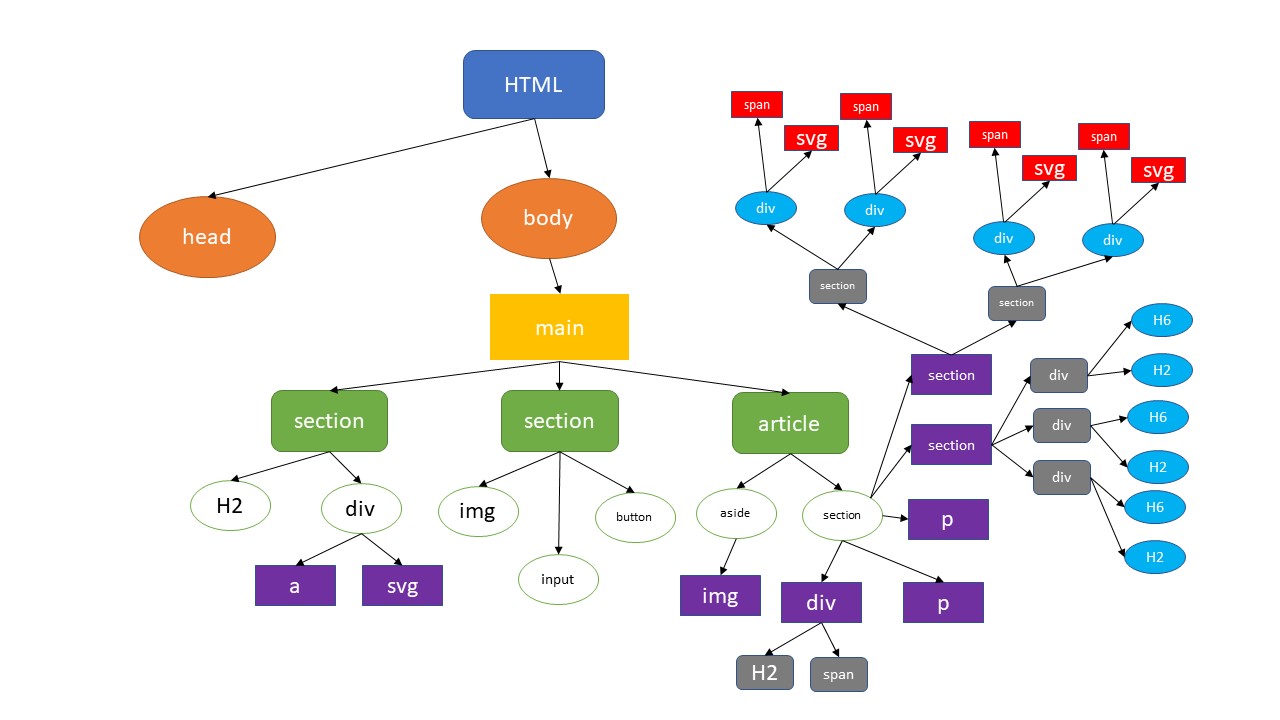 HTML
span
span
svg
svg
span
span
svg
svg
head
body
div
div
div
div
section
section
main
H6
section
div
H2
section
section
article
section
div
H6
H2
div
H2
div
img
button
aside
section
p
H6
a
svg
input
img
div
p
H2
H2
span